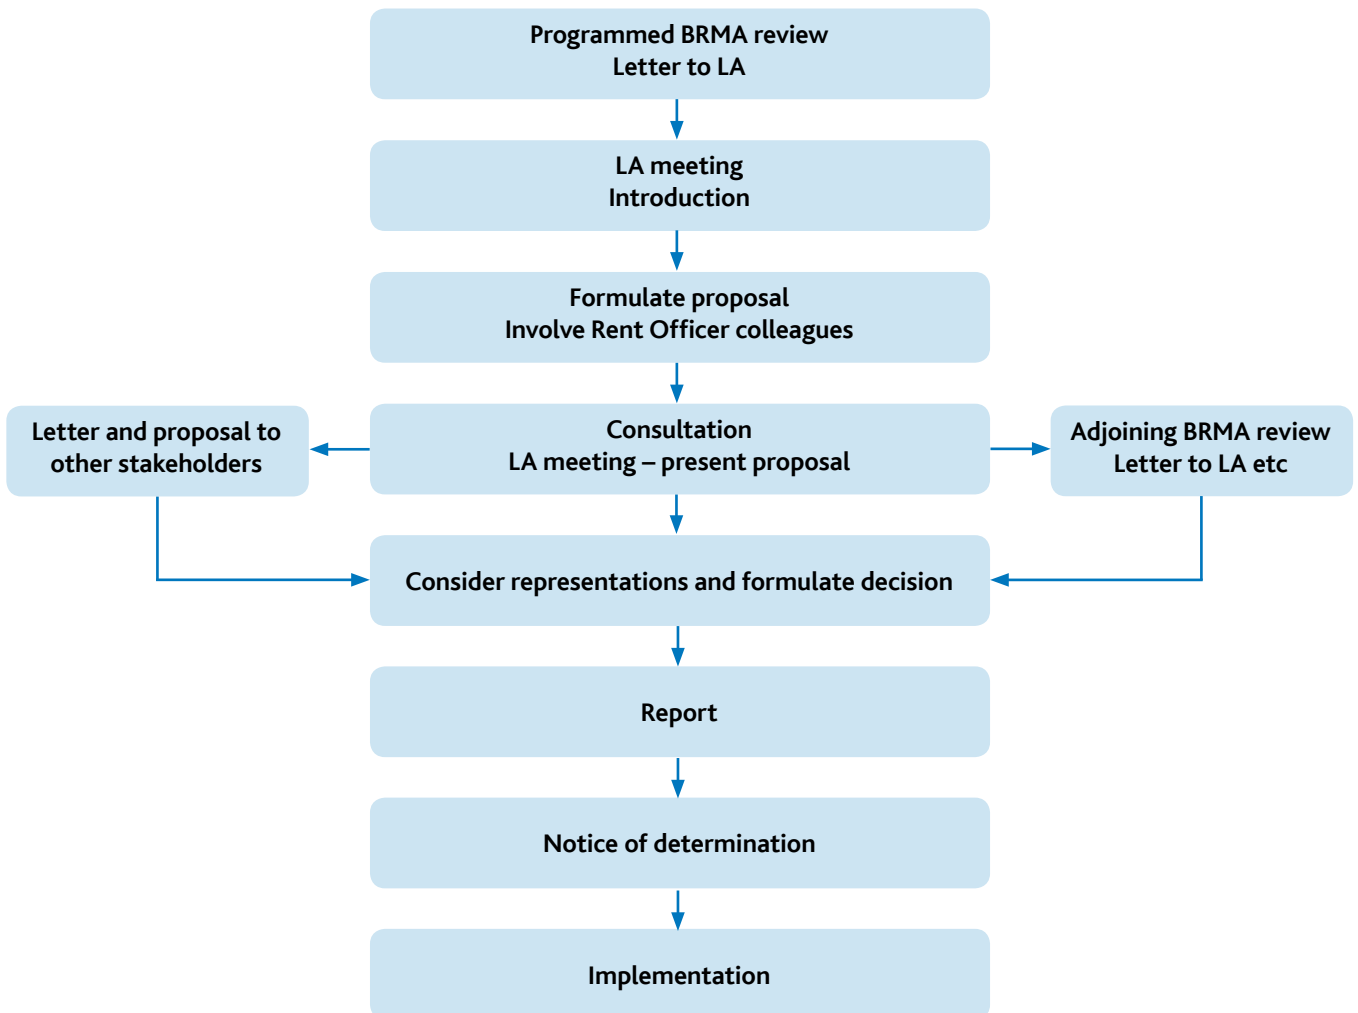 Programmed BRMA review
Letter to LA
LA meeting
Introduction
Formulate proposal
Involve Rent Officer colleagues
Letter and proposal to
other stakeholders
Consultation
LA meeting – present proposal
Adjoining BRMA review
Letter to LA etc
Consider representations and formulate decision
Report
Notice of determination
Implementation